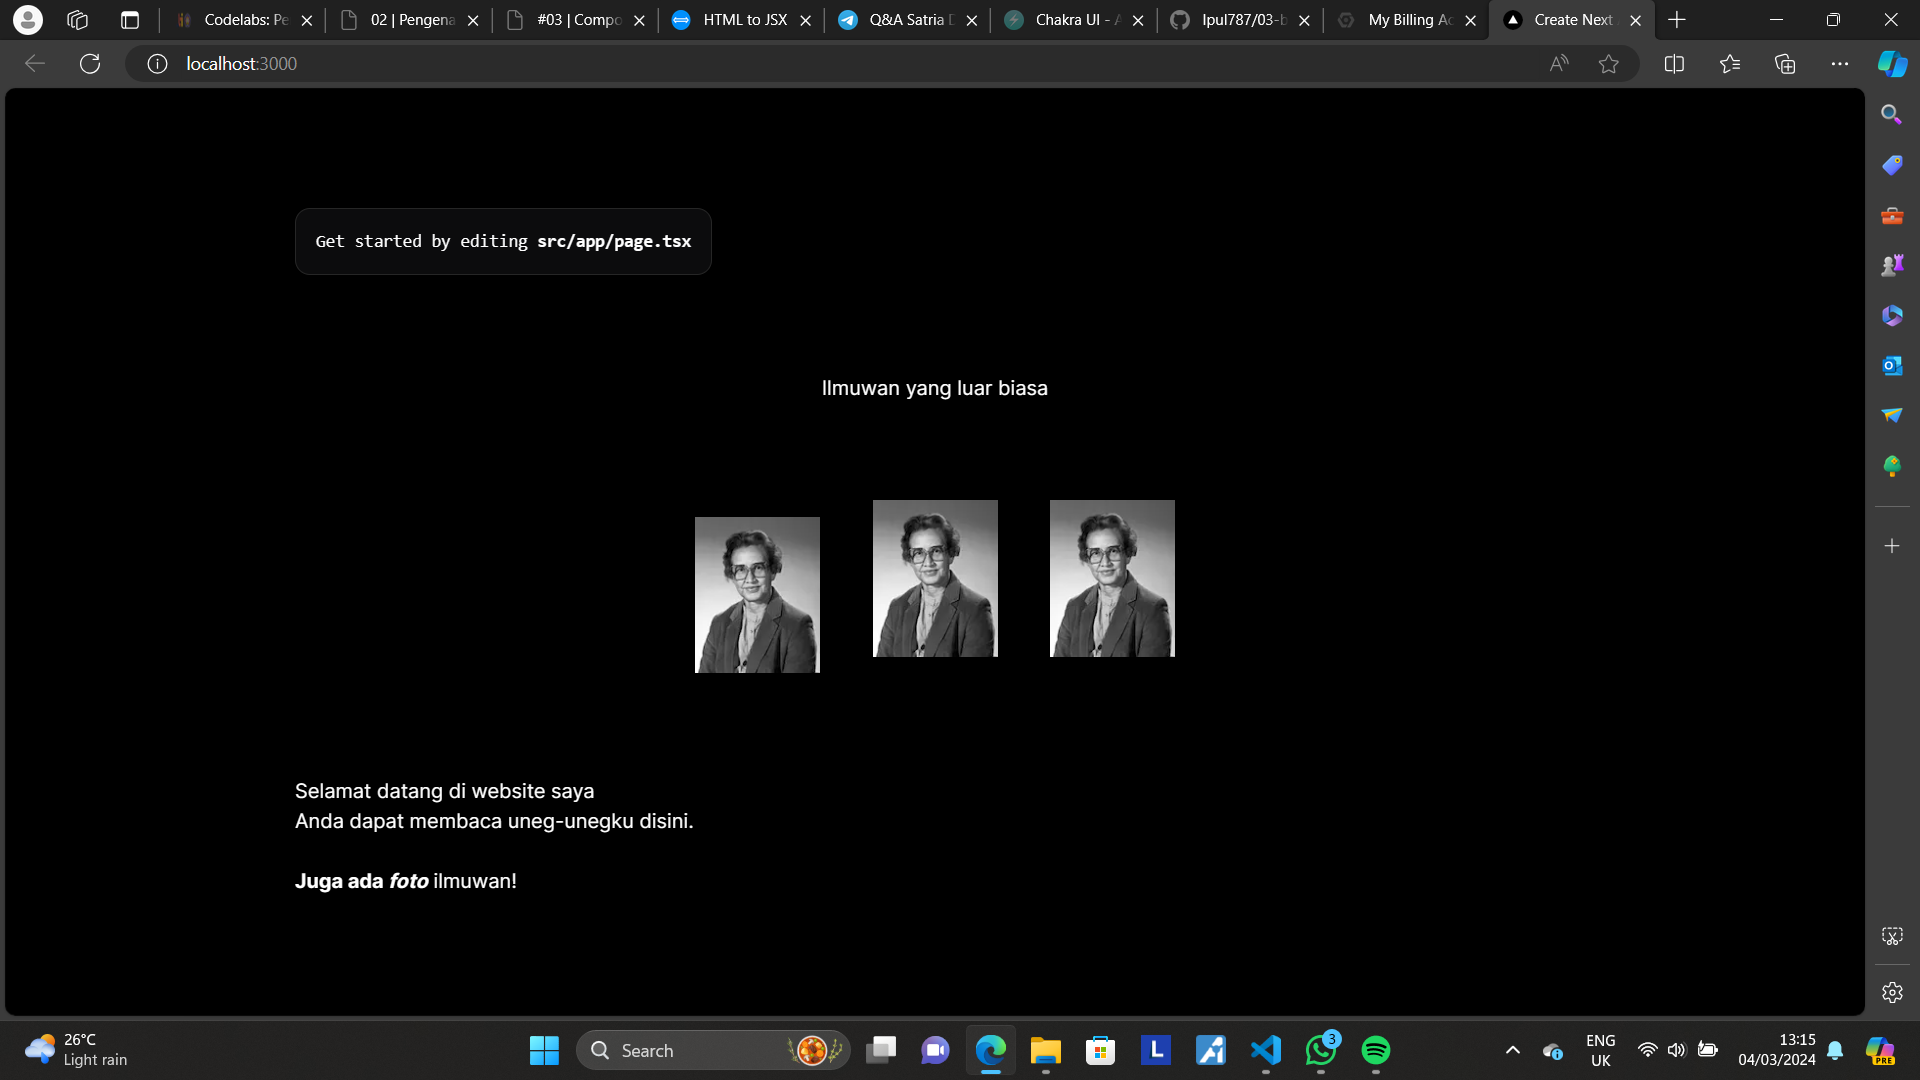 Codelabs: Pe
02 | Pengena
#03 | Compo
HTML to JSX
Q&A Satria D
Chakra UI - A
Ipul787/03-b
My Billing Ac
Create Next
localhost:3000
Get started by editing src/app/page.tsx
Ilmuwan yang luar biasa
Selamat datang di website saya
Anda dapat membaca uneg-unegku disini.
Juga ada foto ilmuwan!
26°C
Light rain
Search
L
3
ENG
UK
13:15
04/03/2024
PRE